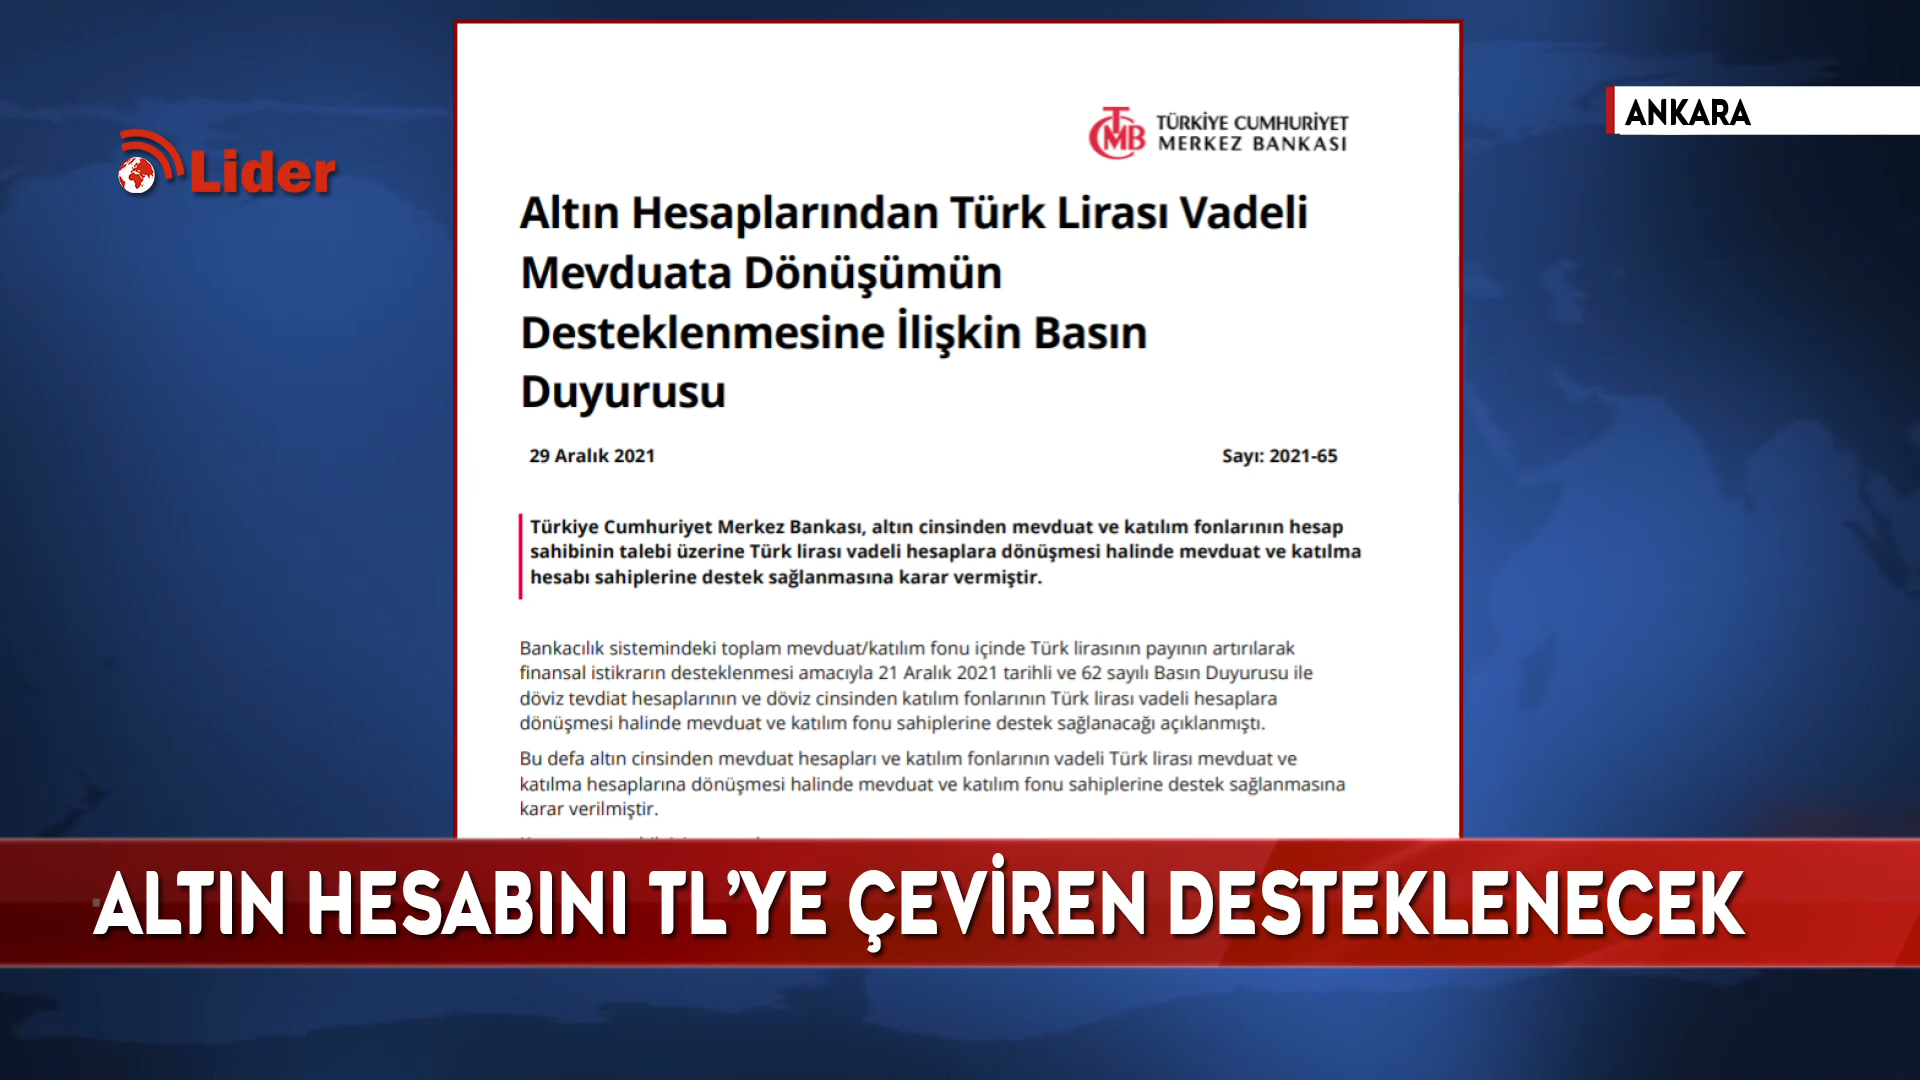 ANKARA
Lider
TCMB
TÜRKİYE CUMHURİYET
MERKEZ BANKASI
Altın Hesaplarından Türk Lirası Vadeli
Mevduata Dönüşümün
Desteklenmesine İlişkin Basın
Duyurusu
29 Aralık 2021
Sayı: 2021-65
Türkiye Cumhuriyet Merkez Bankası, altın cinsinden mevduat ve katılım fonlarının hesap
sahibinin talebi üzerine Türk lirası vadeli hesaplara dönüşmesi halinde mevduat ve katılma
hesabı sahiplerine destek sağlanmasına karar vermiştir.
Bankacılık sistemindeki toplam mevduat/katılım fonu içinde Türk lirasının payının artırılarak
finansal istikrarın desteklenmesi amacıyla 21 Aralık 2021 tarihli ve 62 sayılı Basın Duyurusu ile
döviz tevdiat hesaplarının ve döviz cinsinden katılım fonlarının Türk lirası vadeli hesaplara
dönüşmesi halinde mevduat ve katılım fonu sahiplerine destek sağlanacağı açıklanmıştı.
Bu defa altın cinsinden mevduat hesapları ve katılım fonlarının vadeli Türk lirası mevduat ve
katılma hesaplarına dönüşmesi halinde mevduat ve katılım fonu sahiplerine destek sağlanmasına
karar verilmiştir.
ALTIN HESABINI TL’YE ÇEVİREN DESTEKLENECEK